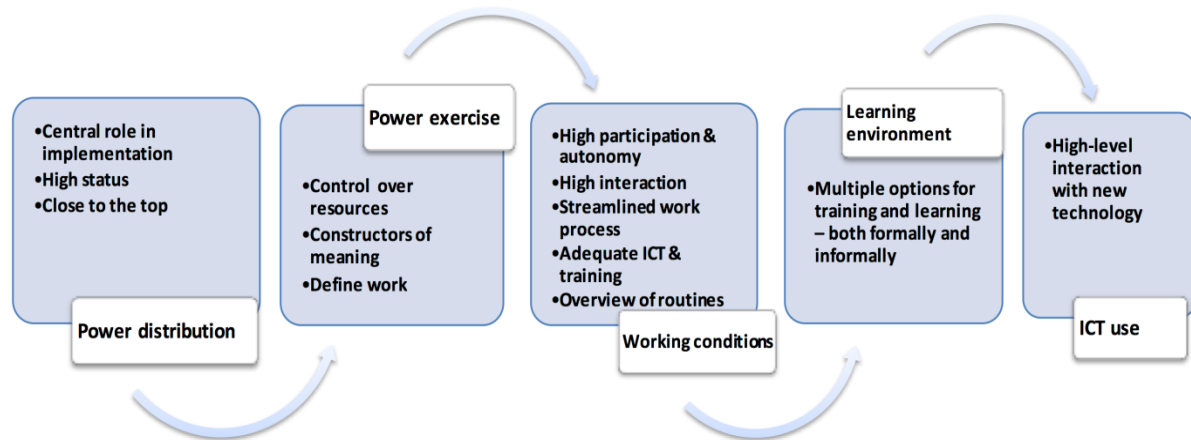 •Central role in
implementation
•High status
•Close to the top
Power distribution
Power exercise
•Control over
resources
•Constructors of
meaning
•Define work
•High participation &
autonomy
•High interaction
•Streamlined work
process
•Adequate ICT &
training
•Overview of routines
Working conditions
Learning
environment
•Multiple options for
training and learning
– both formally and
informally
•High-level
interaction
with new
technology
ICT use